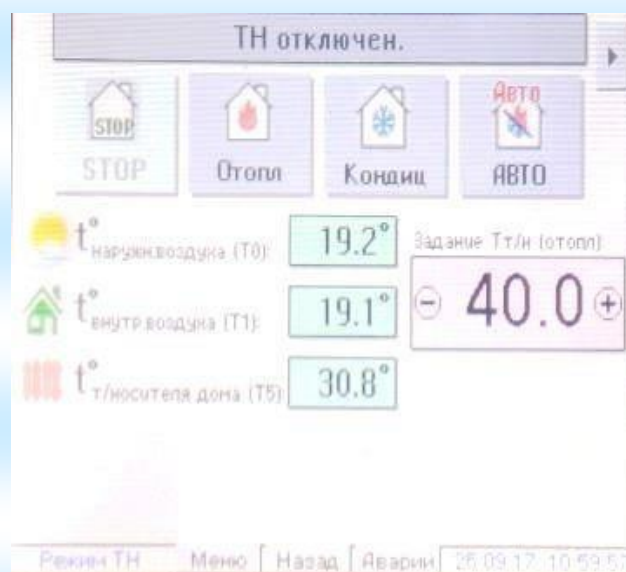 ТН отключен.
Авто
STOP
STOP Отопл Кондиц АВТО
t° наружн.воздуха (T0): 19.2° Задание Тт/н (отопл)
t° внутр.воздуха (T1): 19.1° − 40.0 +
t° т/носителя дома (T5): 30.8°
Режим ТН Меню Назад Аварии 26.09.17 10:59:5